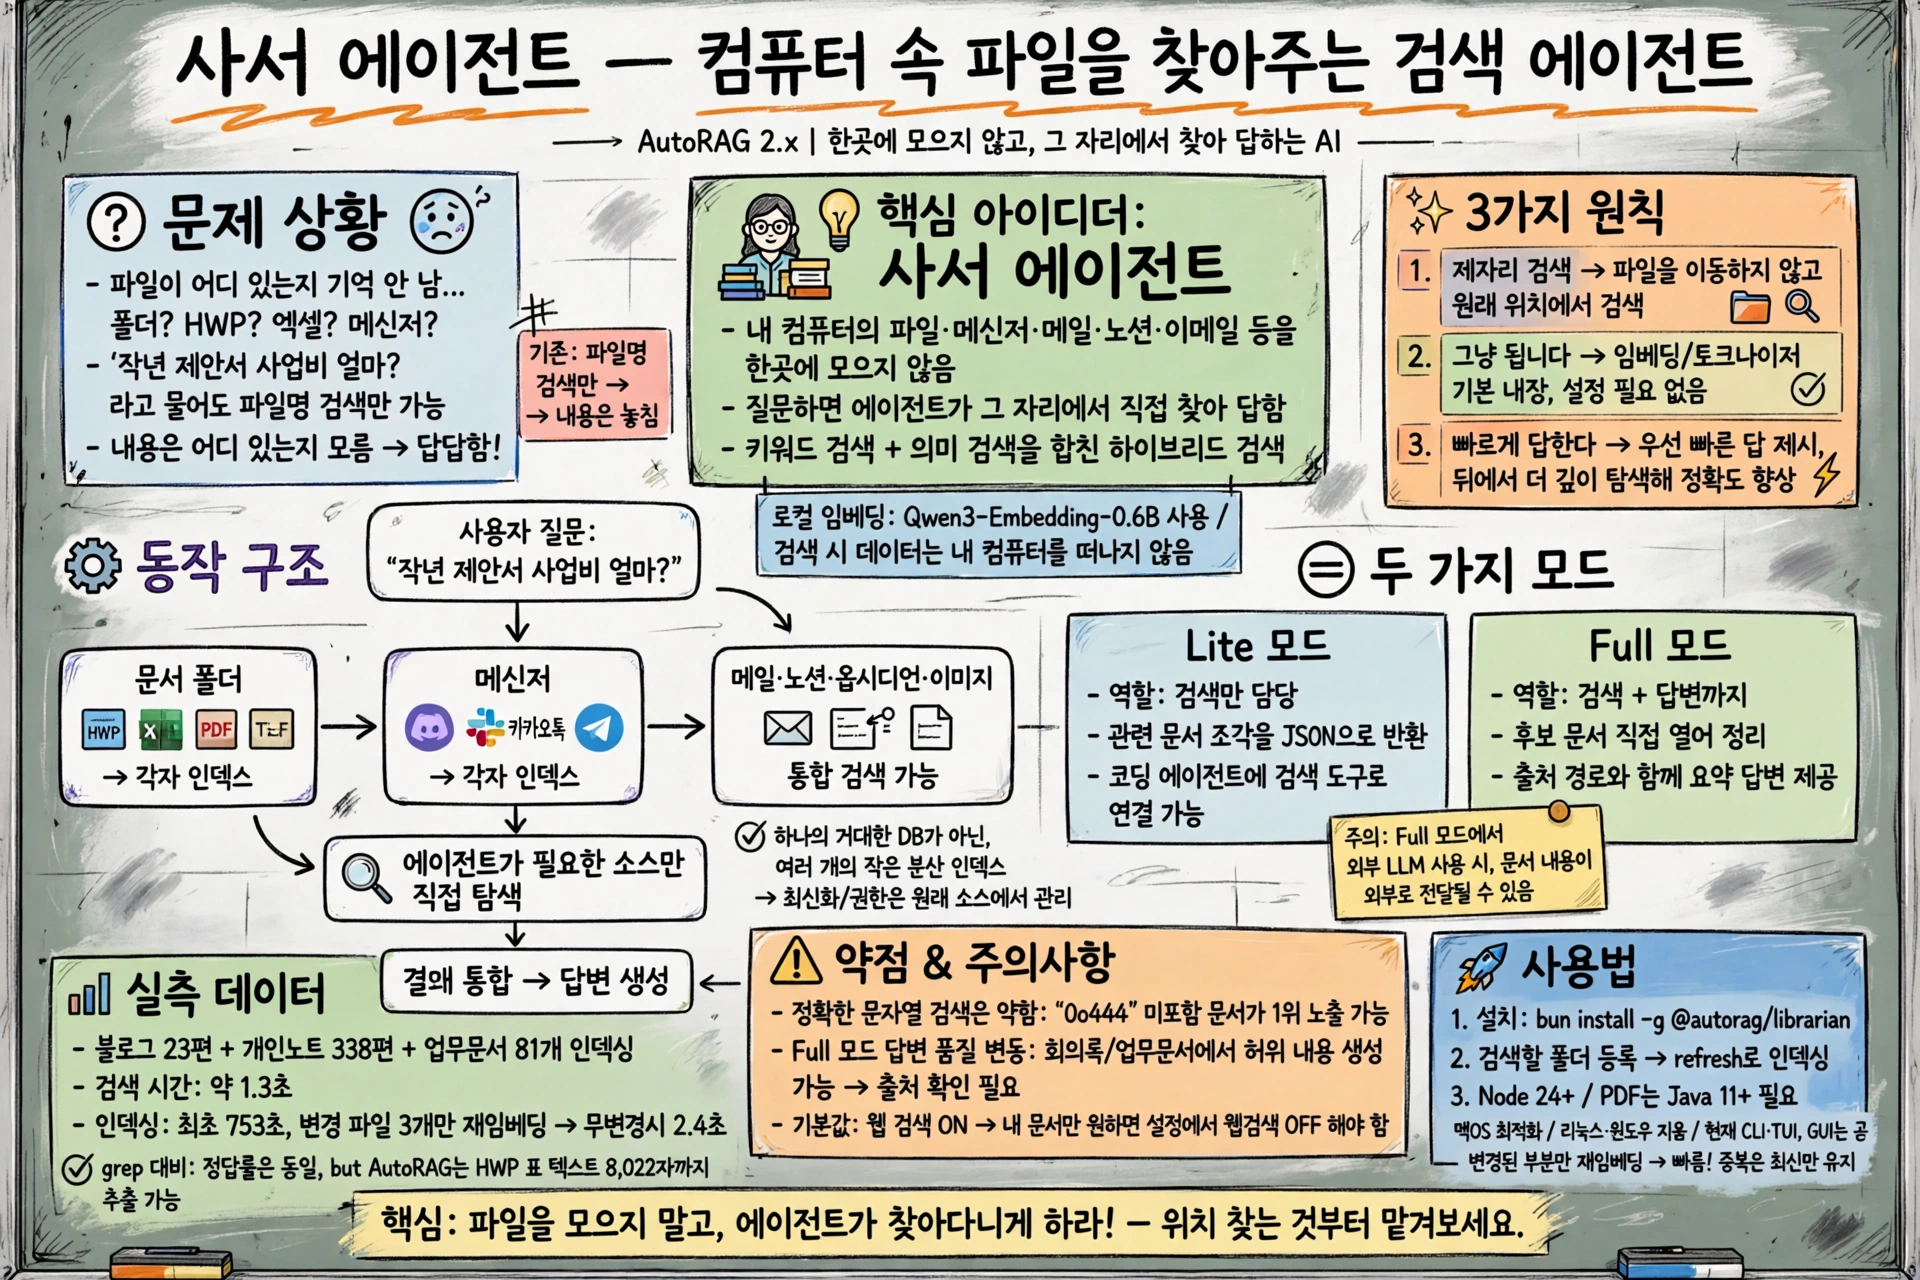 사서 에이전트 — 컴퓨터 속 파일을 찾아주는 검색 에이전트
AutoRAG 2.x | 한곳에 모으지 않고, 그 자리에서 찾아 답하는 AI
? 문제 상황
- 파일이 어디 있는지 기억 안 남...
폴더? HWP? 엑셀? 메신저?
- '작년 제안서 사업비 얼마?
라고 물어도 파일명 검색만 가능
- 내용은 어디 있는지 모름 → 답답함!
기존: 파일명
검색만 →
→ 내용은 놓침
핵심 아이디더:
사서 에이전트
- 내 컴퓨터의 파일·메신저·메일·노션·이메일 등을
한곳에 모으지 않음
- 질문하면 에이전트가 그 자리에서 직접 찾아 답함
- 키워드 검색 + 의미 검색을 합친 하이브리드 검색
로컬 임베딩: Qwen3-Embedding-0.6B 사용 /
검색 시 데이터는 내 컴퓨터를 떠나지 않음
3가지 원칙
1. 제자리 검색 → 파일을 이동하지 않고
원래 위치에서 검색
2. 그냥 됩니다 → 임베딩/토크나이저
기본 내장, 설정 필요 없음
3. 빠르게 답한다 → 우선 빠른 답 제시,
뒤에서 더 깊이 탐색해 정확도 향상
동작 구조
사용자 질문:
“작년 제안서 사업비 얼마?”
문서 폴더
HWP X PDF
→ 각자 인덱스
메신저
카카오톡
→ 각자 인덱스
메일·노션·옵시디언·이미지
통합 검색 가능
에이전트가 필요한 소스만
직접 탐색
하나의 거대한 DB가 아닌,
여러 개의 작은 분산 인덱스
→ 최신화/권한은 원래 소스에서 관리
결왜 통합 → 답변 생성
두 가지 모드
Lite 모드
- 역할: 검색만 담당
- 관련 문서 조각을 JSON으로 반환
- 코딩 에이전트에 검색 도구로
연결 가능
Full 모드
- 역할: 검색 + 답변까지
- 후보 문서 직접 열어 정리
- 출처 경로와 함께 요약 답변 제공
주의: Full 모드에서
외부 LLM 사용 시, 문서 내용이
외부로 전달될 수 있음
실측 데이터
- 블로그 23편 + 개인노트 338편 + 업무문서 81개 인덱싱
- 검색 시간: 약 1.3초
- 인덱싱: 최초 753초, 변경 파일 3개만 재임베딩 → 무변경시 2.4초
grep 대비: 정답률은 동일, but AutoRAG는 HWP 표 텍스트 8,022자까지
추출 가능
약점 & 주의사항
- 정확한 문자열 검색은 약함: “0o444” 미포함 문서가 1위 노출 가능
- Full 모드 답변 품질 변동: 회의록/업무문서에서 허위 내용 생성
가능 → 출처 확인 필요
- 기본값: 웹 검색 ON → 내 문서만 원하면 설정에서 웹검색 OFF 해야 함
사용법
1. 설치: bun install -g @autorag/librarian
2. 검색할 폴더 등록 → refresh로 인덱싱
3. Node 24+ / PDF는 Java 11+ 필요
맥OS 최적화 / 리눅스·윈도우 지움 / 현재 CLI·TUI, GUI는 곧
— 변경된 부분만 재임베딩 → 빠름! 중복은 최신만 유지
핵심: 파일을 모으지 말고, 에이전트가 찾아다니게 하라! — 위치 찾는 것부터 맡겨보세요.